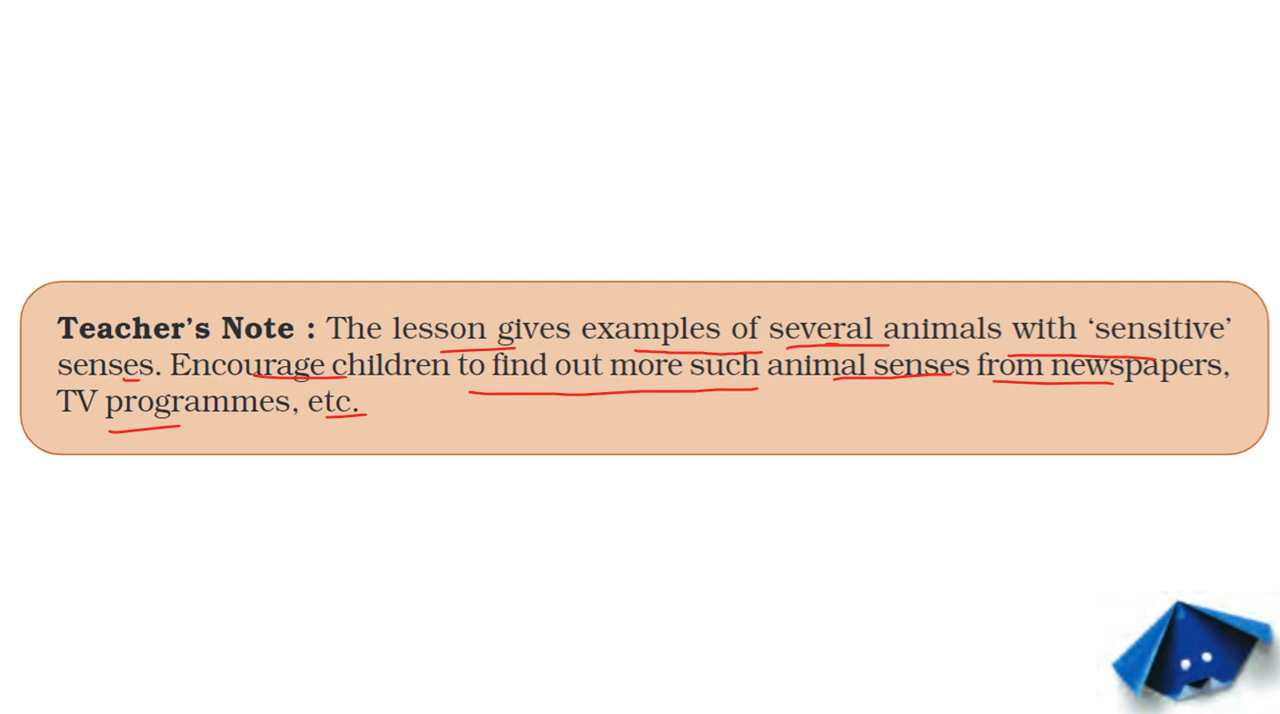 Teacher's Note : The lesson gives examples of several animals with ‘sensitive’
senses. Encourage children to find out more such animal senses from newspapers,
TV programmes, etc.